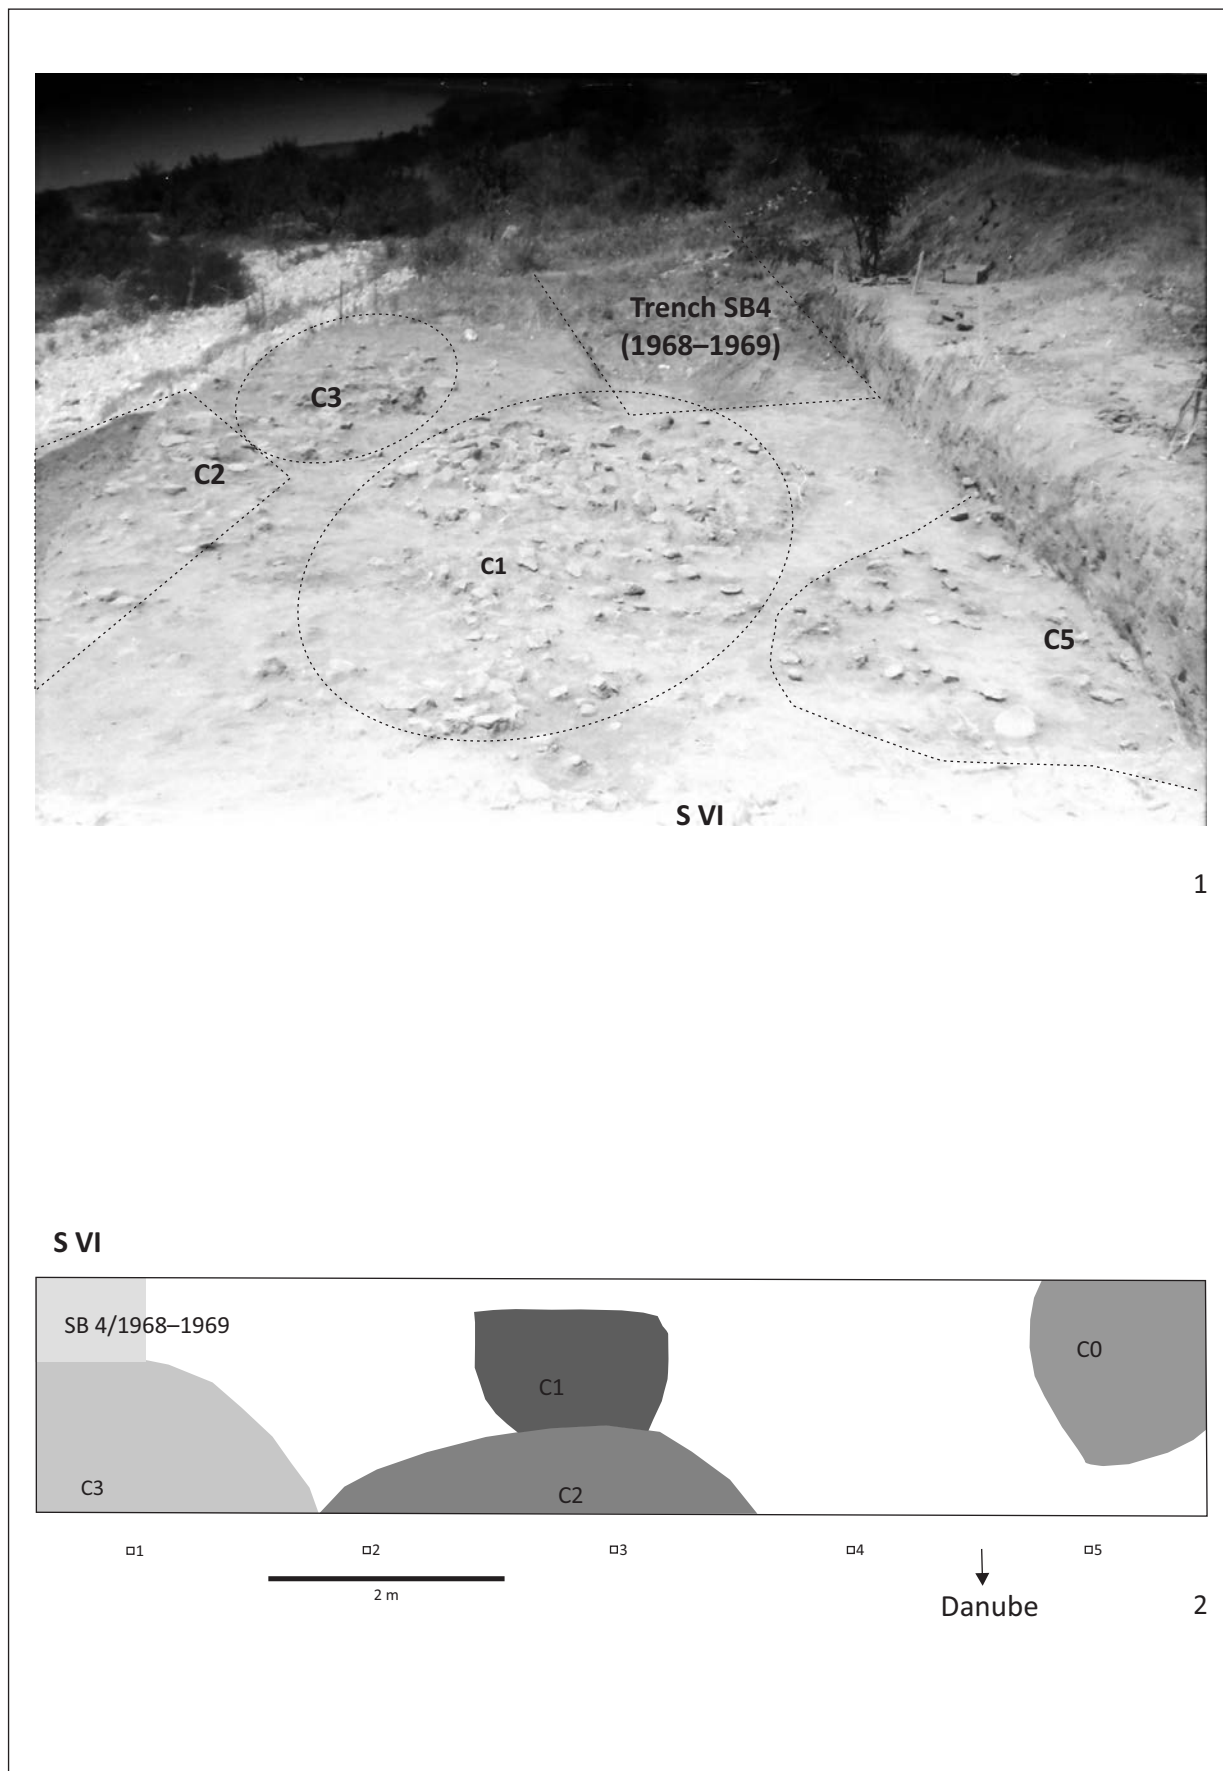 Trench SB4
(1968–1969)
C3
C2
C1
C5
S VI
1
S VI
SB 4/1968–1969
C0
C1
C3
C2
1
2
3
4
5
2 m
Danube
2